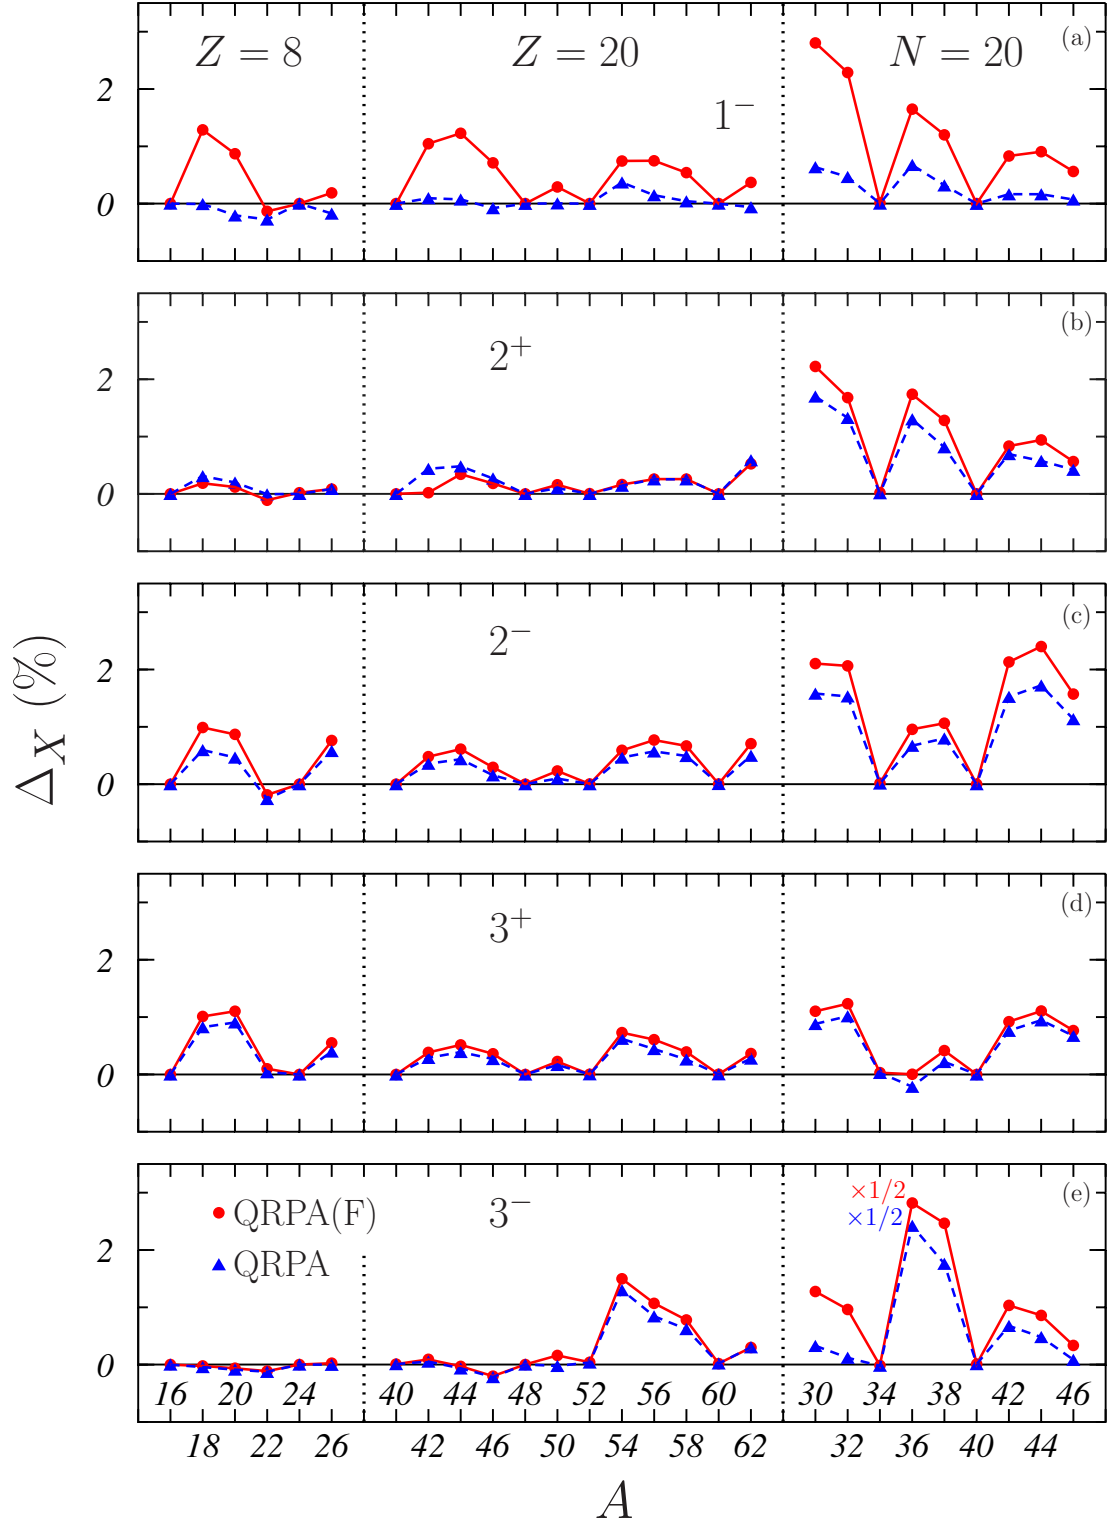 Z = 8 Z = 20 N = 20 (a)
1⁻
2
0
(b)
2⁺
2
0
(c)
2⁻
2
0
Δ_X (%)
(d)
3⁺
2
0
(e)
×1/2
×1/2
QRPA(F) 3⁻
QRPA
2
0
16 20 24 40 44 48 52 56 60 30 34 38 42 46
18 22 26 42 46 50 54 58 62 32 36 40 44
A